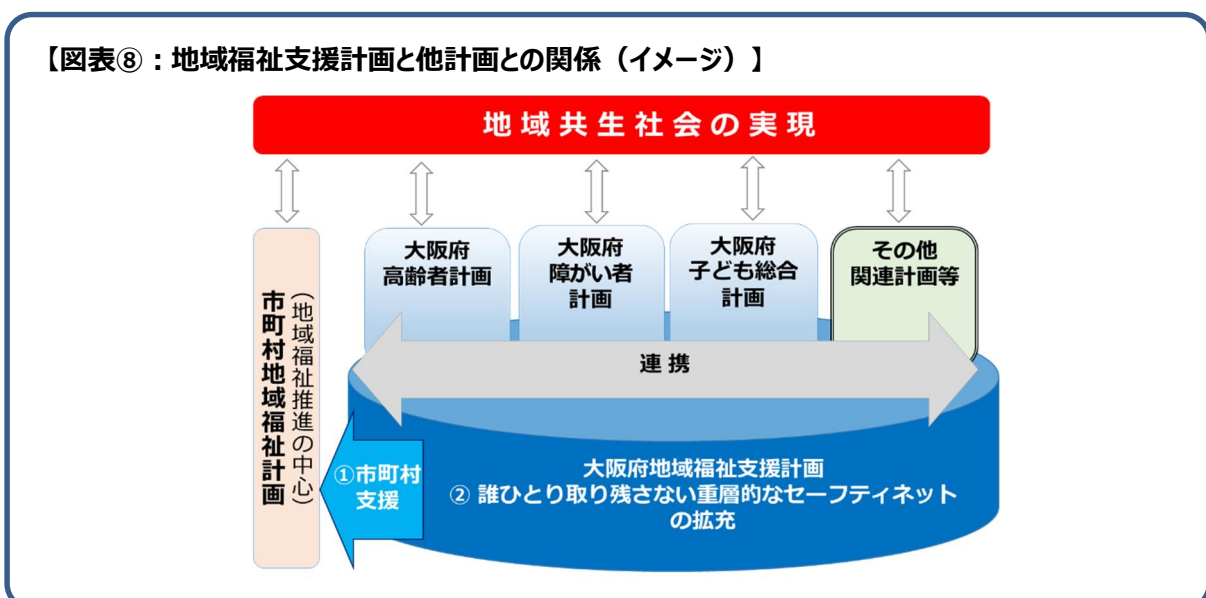 【図表⑧：地域福祉支援計画と他計画との関係（イメージ）】
地域共生社会の実現
市町村地域福祉計画
（地域福祉推進の中心）
大阪府
高齢者計画
大阪府
障がい者
計画
大阪府
子ども総合
計画
その他
関連計画等
連携
①市町村
支援
大阪府地域福祉支援計画
② 誰ひとり取り残さない重層的なセーフティネット
の拡充